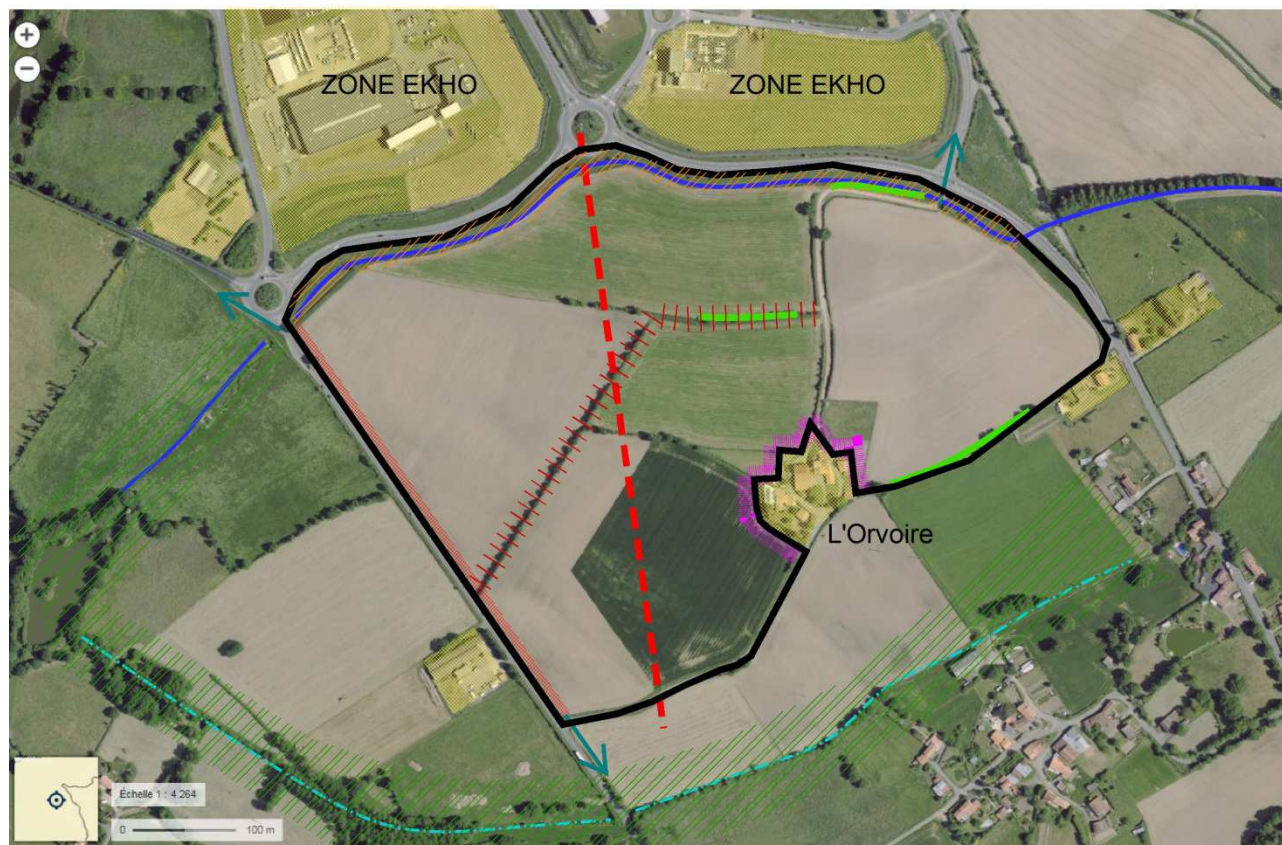 +
−
ZONE EKHO
ZONE EKHO
L'Orvoire
Échelle 1 : 4 264
0 100 m